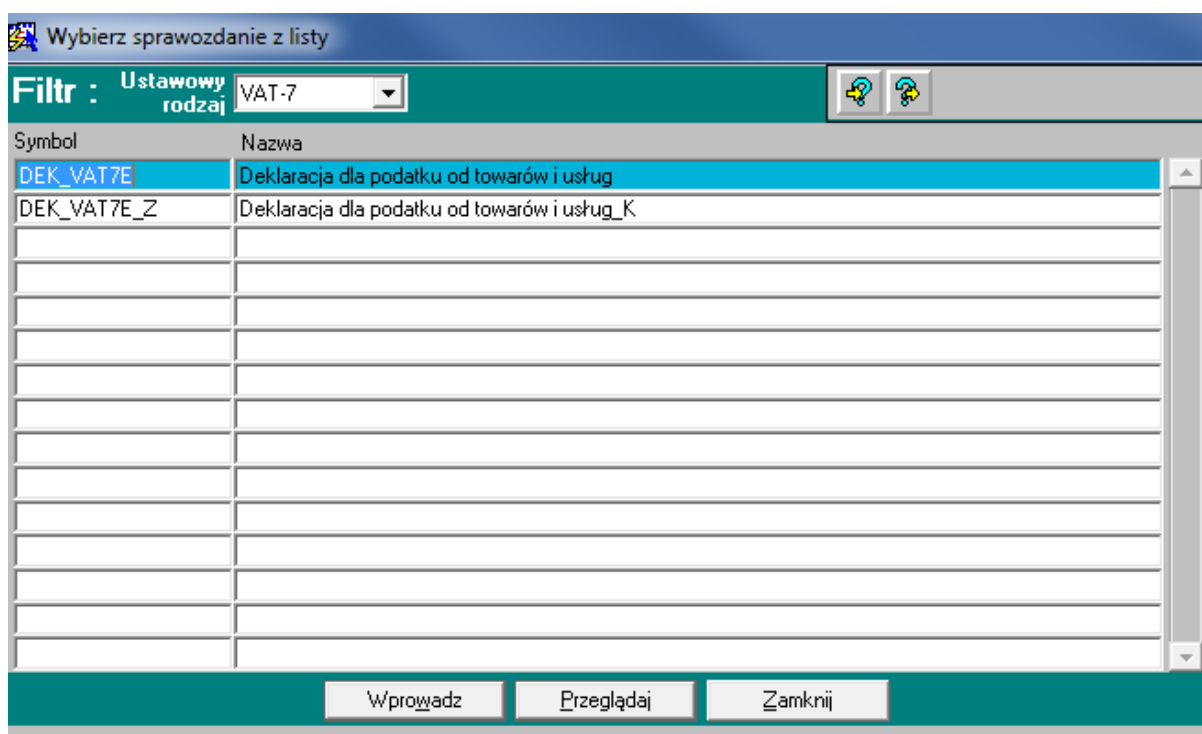 Wybierz sprawozdanie z listy
Filtr : Ustawowy rodzaj VAT-7
Symbol Nazwa
DEK_VAT7E Deklaracja dla podatku od towarów i usług
DEK_VAT7E_Z Deklaracja dla podatku od towarów i usług_K
Wprowadz Przeglądaj Zamknij